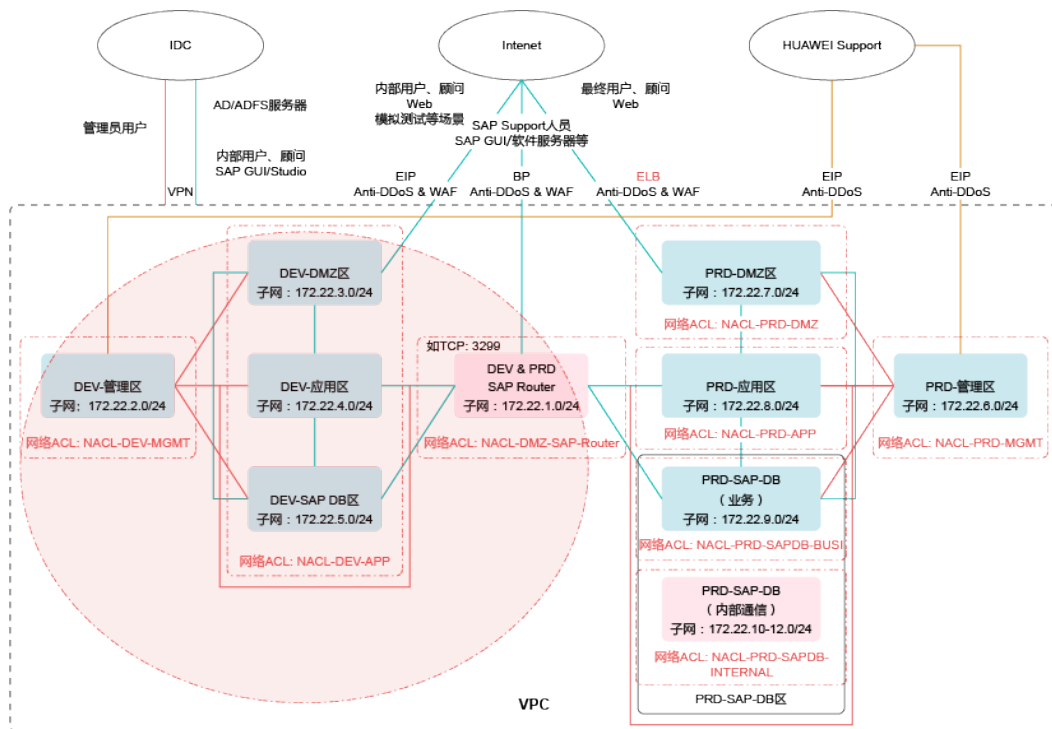 IDC
Intenet
HUAWEI Support
管理员用户
AD/ADFS服务器
内部用户、顾问
SAP GUI/Studio
VPN
内部用户、顾问
Web
模拟测试等场景
SAP Support人员
SAP GUI/软件服务器等
最终用户、顾问
Web
EIP
Anti-DDoS & WAF
BP
Anti-DDoS & WAF
ELB
Anti-DDoS & WAF
EIP
Anti-DDoS
EIP
Anti-DDoS
DEV-DMZ区
子网：172.22.3.0/24
PRD-DMZ区
子网：172.22.7.0/24
网络ACL: NACL-PRD-DMZ
DEV-管理区
子网：172.22.2.0/24
网络ACL: NACL-DEV-MGMT
DEV-应用区
子网：172.22.4.0/24
如TCP: 3299
DEV & PRD
SAP Router
子网：172.22.1.0/24
网络ACL: NACL-DMZ-SAP-Router
PRD-应用区
子网：172.22.8.0/24
网络ACL: NACL-PRD-APP
PRD-管理区
子网：172.22.6.0/24
网络ACL: NACL-PRD-MGMT
DEV-SAP DB区
子网：172.22.5.0/24
网络ACL: NACL-DEV-APP
PRD-SAP-DB
（业务）
子网：172.22.9.0/24
网络ACL: NACL-PRD-SAPDB-BUSI
PRD-SAP-DB
（内部通信）
子网：172.22.10-12.0/24
网络ACL: NACL-PRD-SAPDB-
INTERNAL
PRD-SAP-DB区
VPC